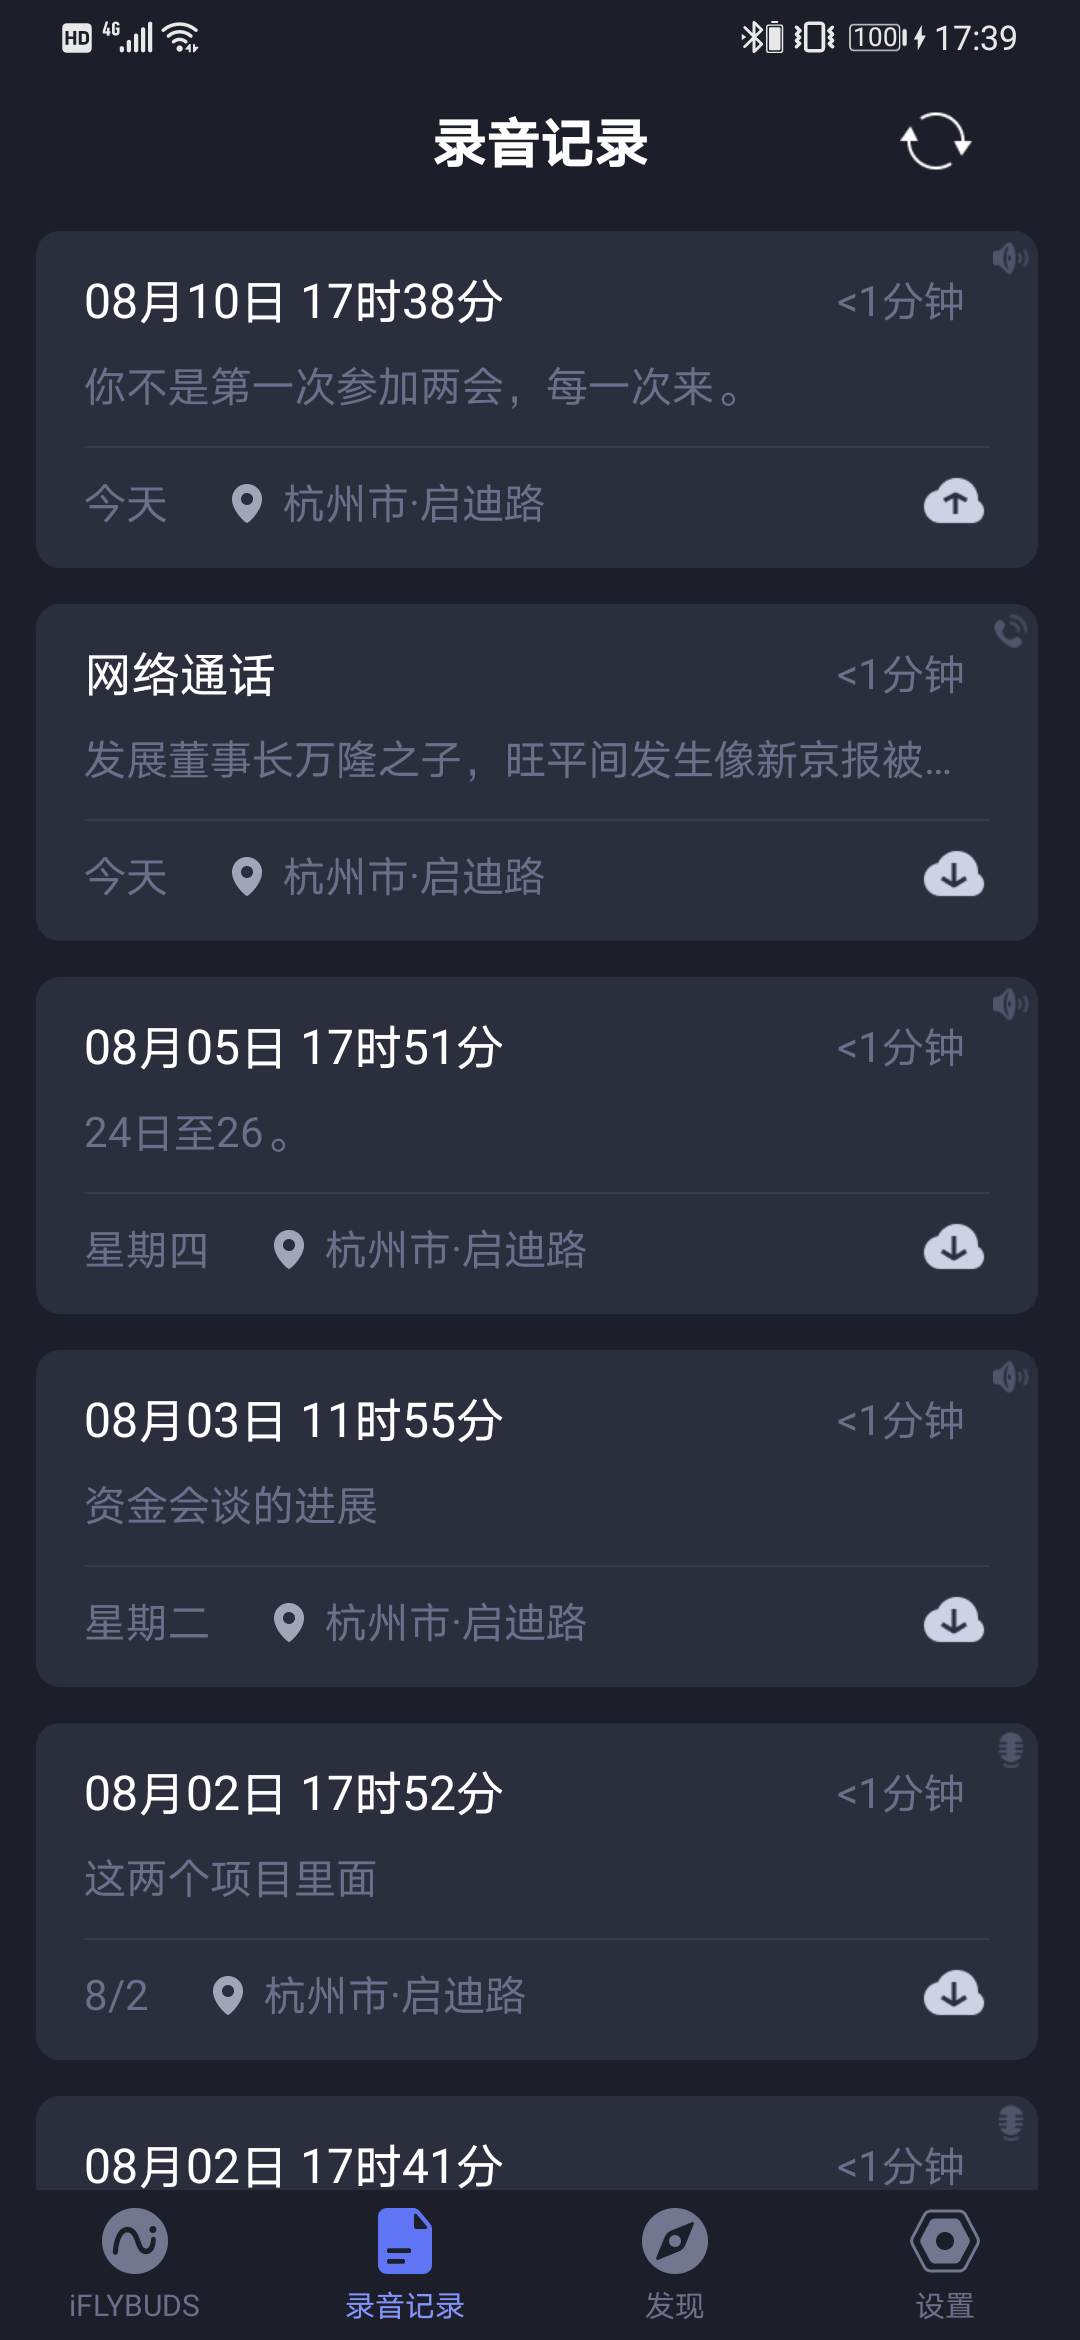 HD 4G 100 17:39
录音记录
08月10日 17时38分 <1分钟
你不是第一次参加两会，每一次来。
今天 杭州市·启迪路
网络通话 <1分钟
发展董事长万隆之子，旺平间发生像新京报被...
今天 杭州市·启迪路
08月05日 17时51分 <1分钟
24日至26。
星期四 杭州市·启迪路
08月03日 11时55分 <1分钟
资金会谈的进展
星期二 杭州市·启迪路
08月02日 17时52分 <1分钟
这两个项目里面
8/2 杭州市·启迪路
08月02日 17时41分 <1分钟
iFLYBUDS 录音记录 发现 设置